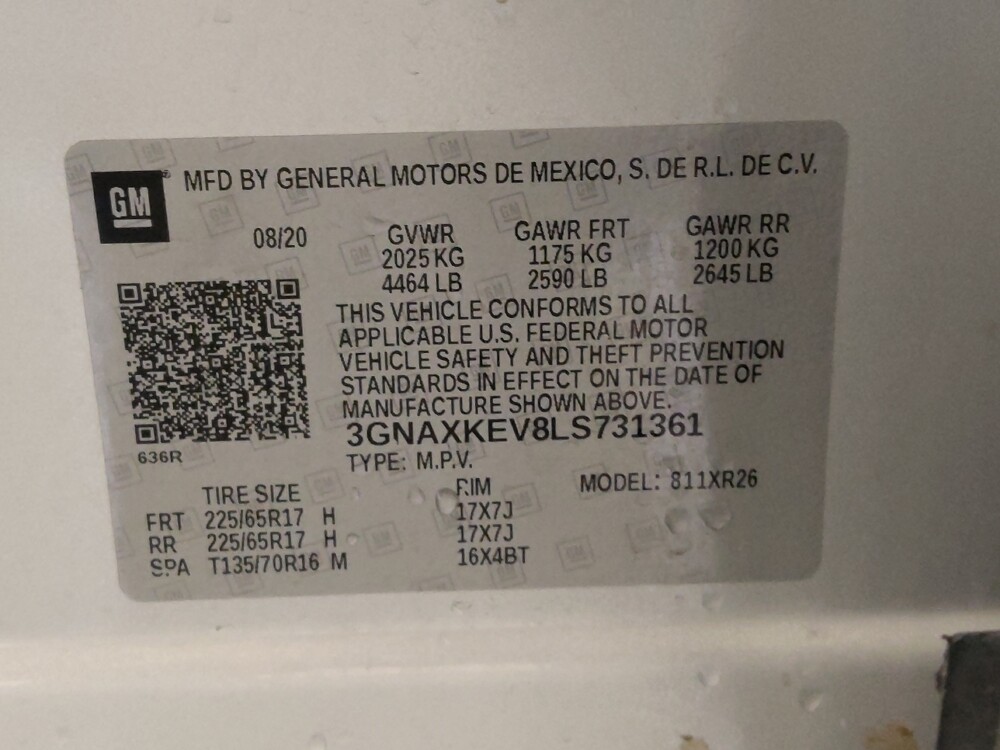 GM
MFD BY GENERAL MOTORS DE MEXICO, S. DE R.L. DE C.V.
08/20
GVWR GAWR FRT GAWR RR
2025 KG 1175 KG 1200 KG
4464 LB 2590 LB 2645 LB
THIS VEHICLE CONFORMS TO ALL
APPLICABLE U.S. FEDERAL MOTOR
VEHICLE SAFETY AND THEFT PREVENTION
STANDARDS IN EFFECT ON THE DATE OF
MANUFACTURE SHOWN ABOVE.
3GNAXKEV8LS731361
636R
TYPE: M.P.V.
TIRE SIZE RIM MODEL: 811XR26
FRT 225/65R17 H 17X7J
RR 225/65R17 H 17X7J
SPA T135/70R16 M 16X4BT